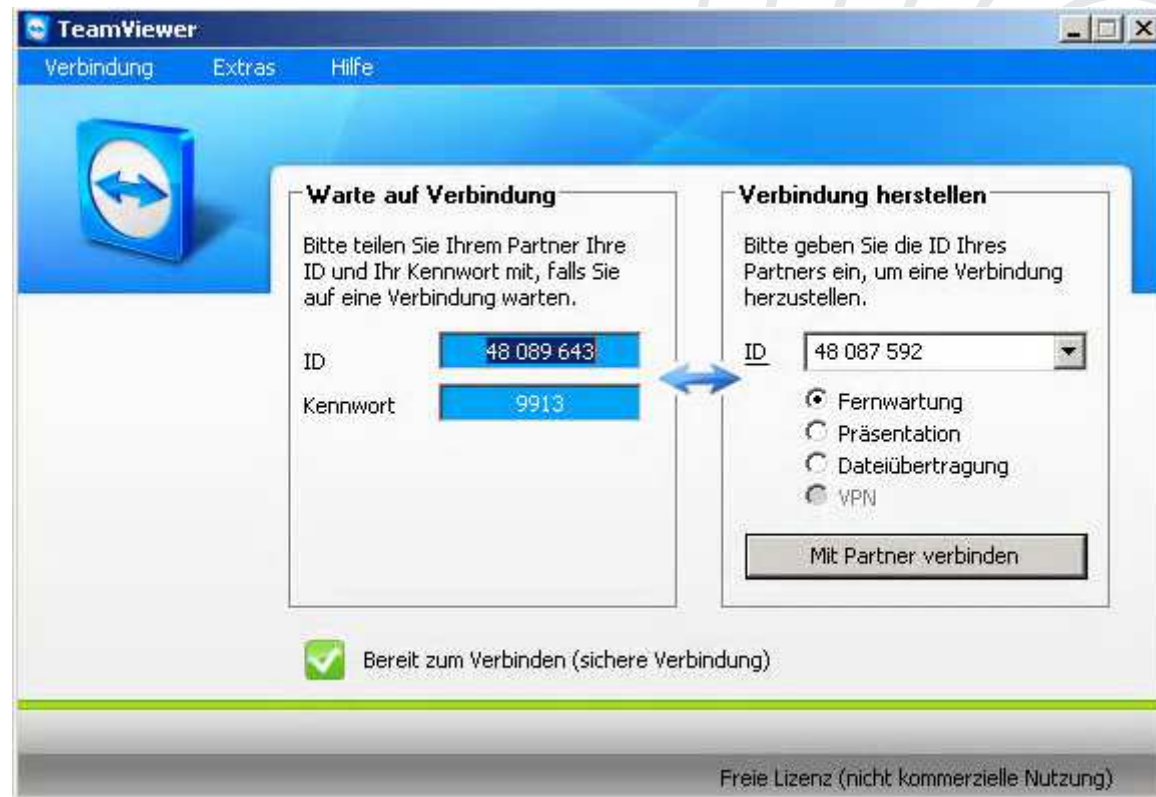 TeamViewer
Verbindung Extras Hilfe
Warte auf Verbindung
Bitte teilen Sie Ihrem Partner Ihre
ID und Ihr Kennwort mit, falls Sie
auf eine Verbindung warten.
ID 48 089 643
Kennwort 9913
Verbindung herstellen
Bitte geben Sie die ID Ihres
Partners ein, um eine Verbindung
herzustellen.
ID 48 087 592
Fernwartung
Präsentation
Dateiübertragung
VPN
Mit Partner verbinden
Bereit zum Verbinden (sichere Verbindung)
Freie Lizenz (nicht kommerzielle Nutzung)